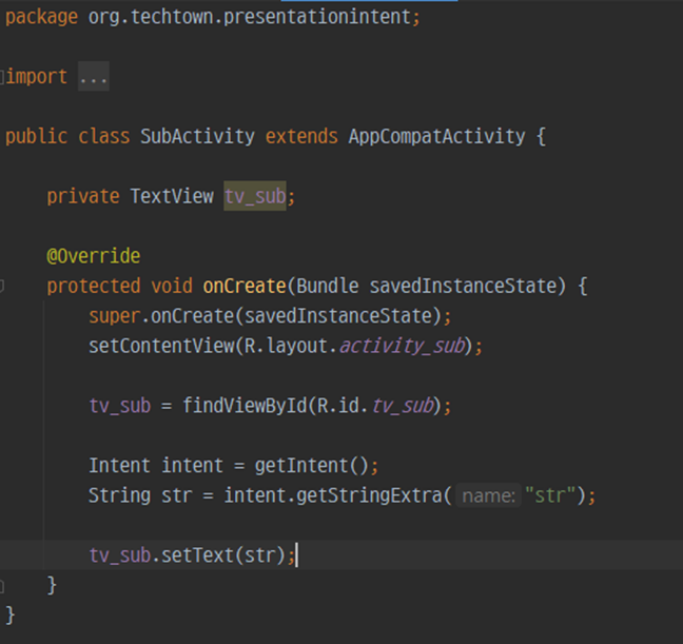 package org.techtown.presentationintent;
import ...
public class SubActivity extends AppCompatActivity {
private TextView tv_sub;
@Override
protected void onCreate(Bundle savedInstanceState) {
super.onCreate(savedInstanceState);
setContentView(R.layout.activity_sub);
tv_sub = findViewById(R.id.tv_sub);
Intent intent = getIntent();
String str = intent.getStringExtra( name: "str");
tv_sub.setText(str);
}
}